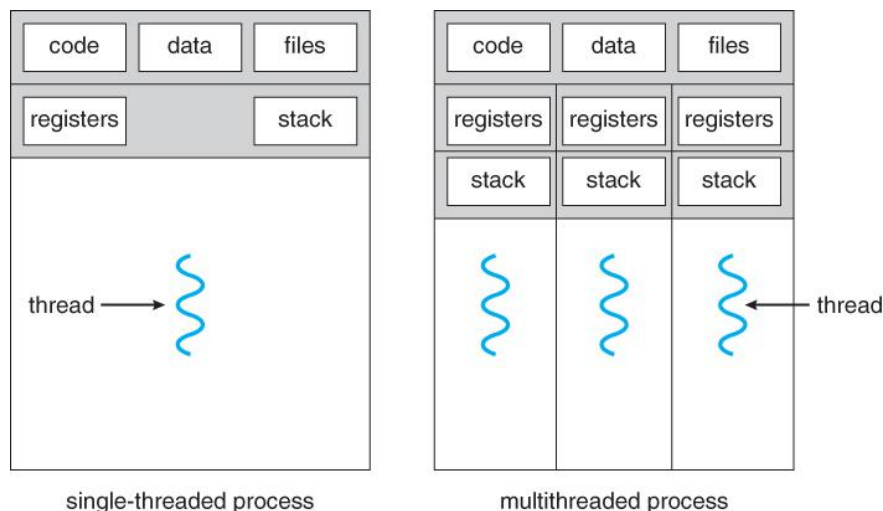 code data files code data files
registers stack registers registers registers
stack stack stack
thread thread
single-threaded process multithreaded process